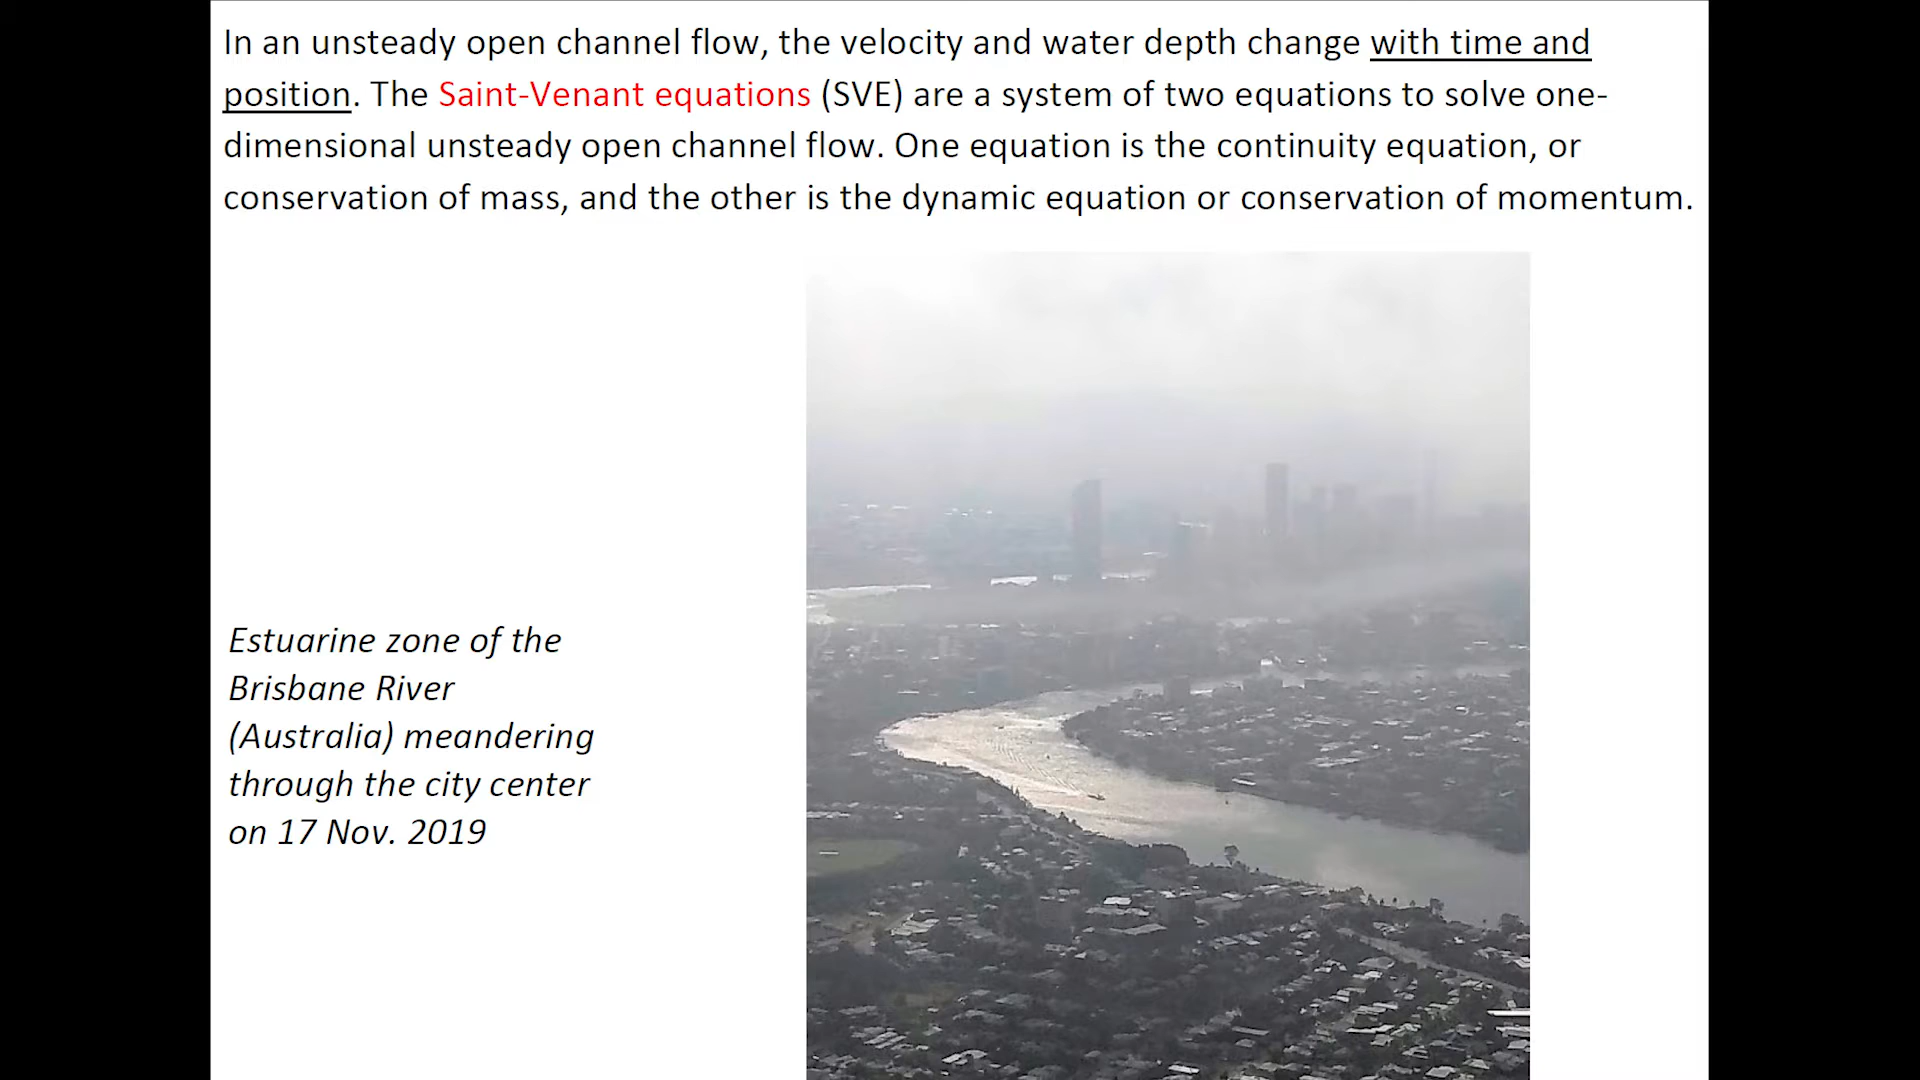 In an unsteady open channel flow, the velocity and water depth change with time and
position. The Saint-Venant equations (SVE) are a system of two equations to solve one-
dimensional unsteady open channel flow. One equation is the continuity equation, or
conservation of mass, and the other is the dynamic equation or conservation of momentum.
Estuarine zone of the
Brisbane River
(Australia) meandering
through the city center
on 17 Nov. 2019